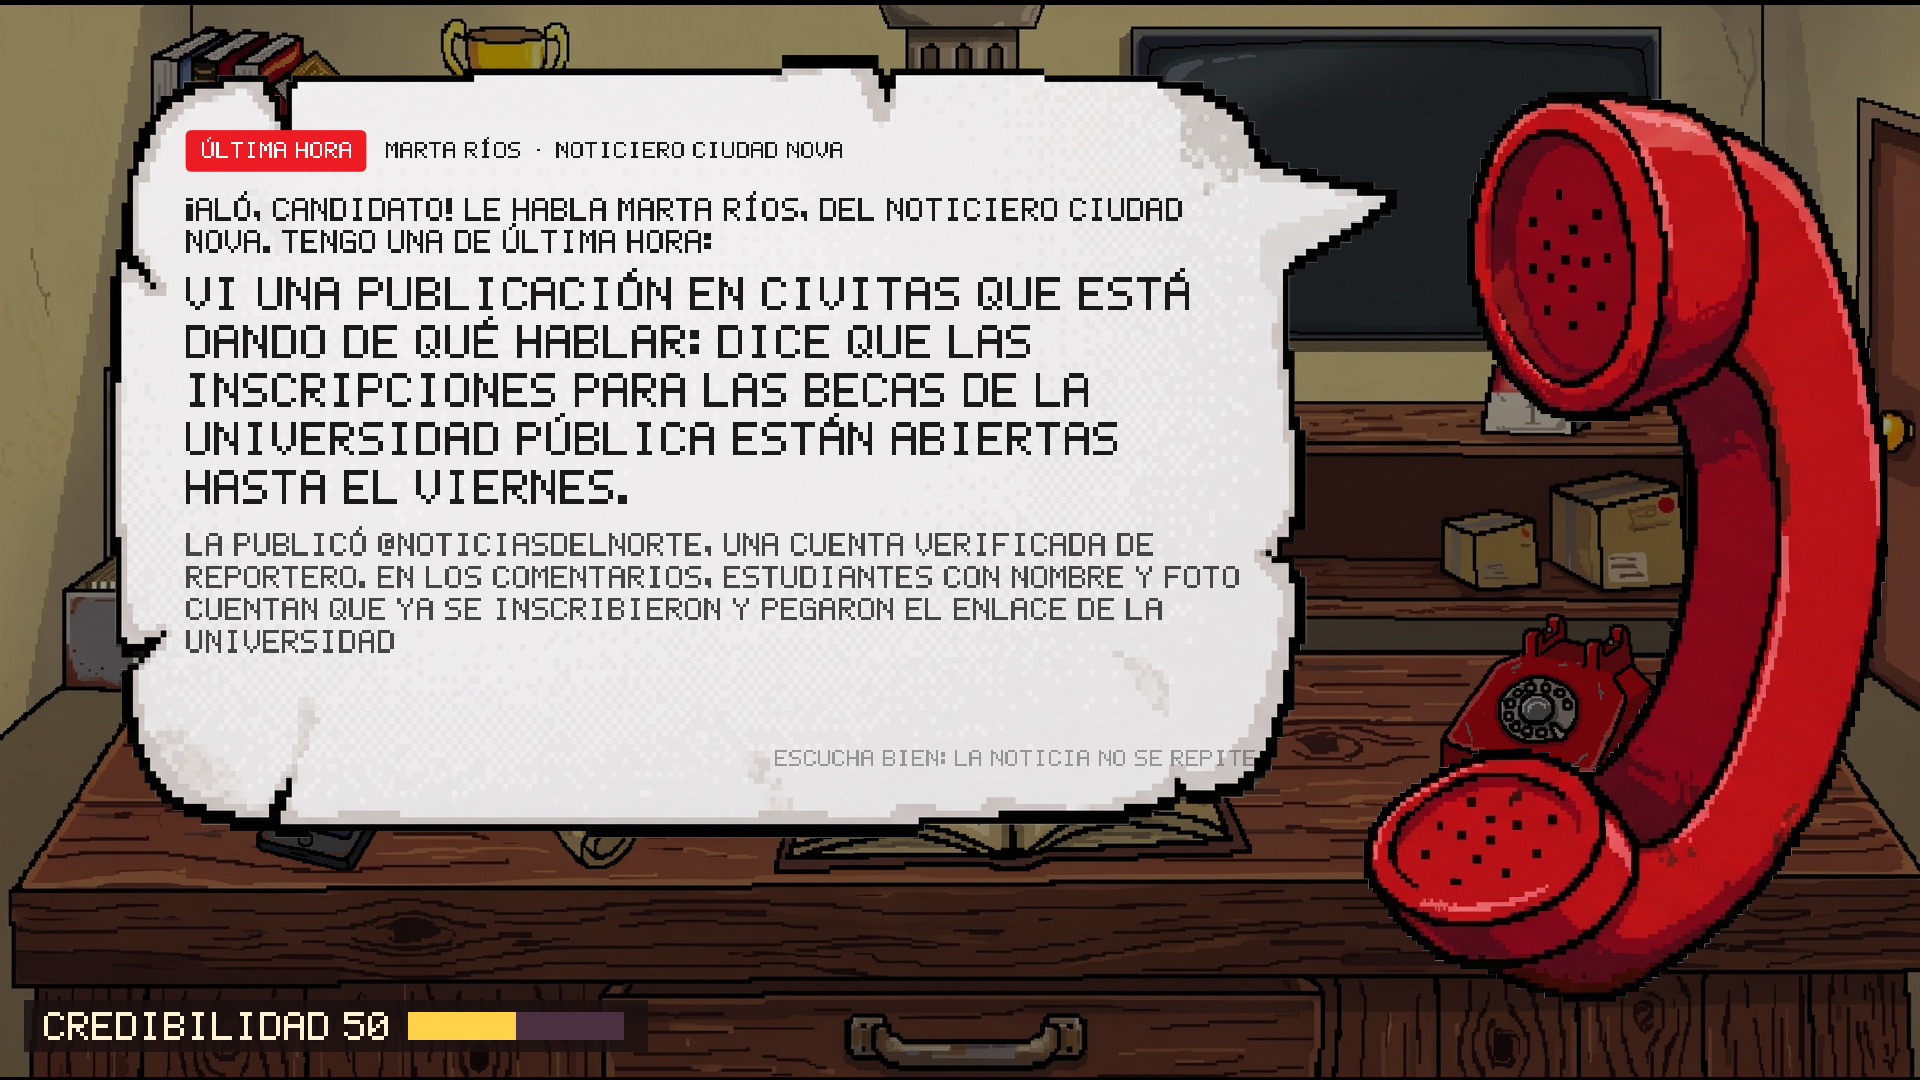 ÚLTIMA HORA MARTA RÍOS · NOTICIERO CIUDAD NOVA
¡ALÓ, CANDIDATO! LE HABLA MARTA RÍOS, DEL NOTICIERO CIUDAD
NOVA. TENGO UNA DE ÚLTIMA HORA:
VI UNA PUBLICACIÓN EN CIVITAS QUE ESTÁ
DANDO DE QUÉ HABLAR: DICE QUE LAS
INSCRIPCIONES PARA LAS BECAS DE LA
UNIVERSIDAD PÚBLICA ESTÁN ABIERTAS
HASTA EL VIERNES.
LA PUBLICÓ @NOTICIASDELNORTE, UNA CUENTA VERIFICADA DE
REPORTERO. EN LOS COMENTARIOS, ESTUDIANTES CON NOMBRE Y FOTO
CUENTAN QUE YA SE INSCRIBIERON Y PEGARON EL ENLACE DE LA
UNIVERSIDAD
ESCUCHA BIEN: LA NOTICIA NO SE REPITE
CREDIBILIDAD 50